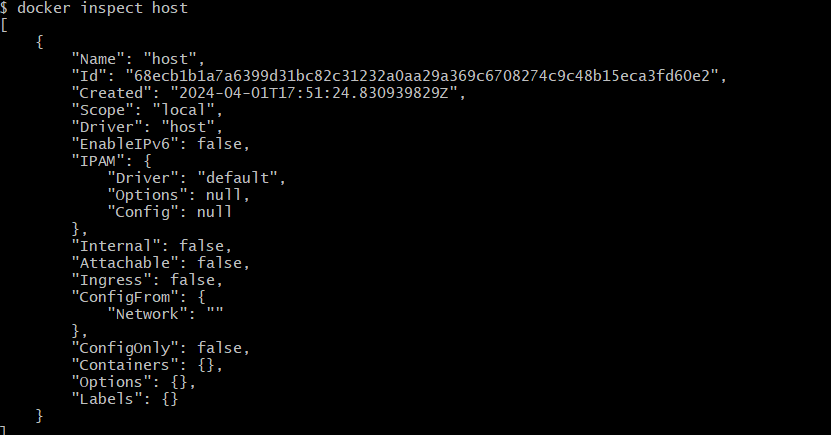 $ docker inspect host
[
    {
        "Name": "host",
        "Id": "68ecb1b1a7a6399d31bc82c31232a0aa29a369c6708274c9c48b15eca3fd60e2",
        "Created": "2024-04-01T17:51:24.830939829Z",
        "Scope": "local",
        "Driver": "host",
        "EnableIPv6": false,
        "IPAM": {
            "Driver": "default",
            "Options": null,
            "Config": null
        },
        "Internal": false,
        "Attachable": false,
        "Ingress": false,
        "ConfigFrom": {
            "Network": ""
        },
        "ConfigOnly": false,
        "Containers": {},
        "Options": {},
        "Labels": {}
    }
]